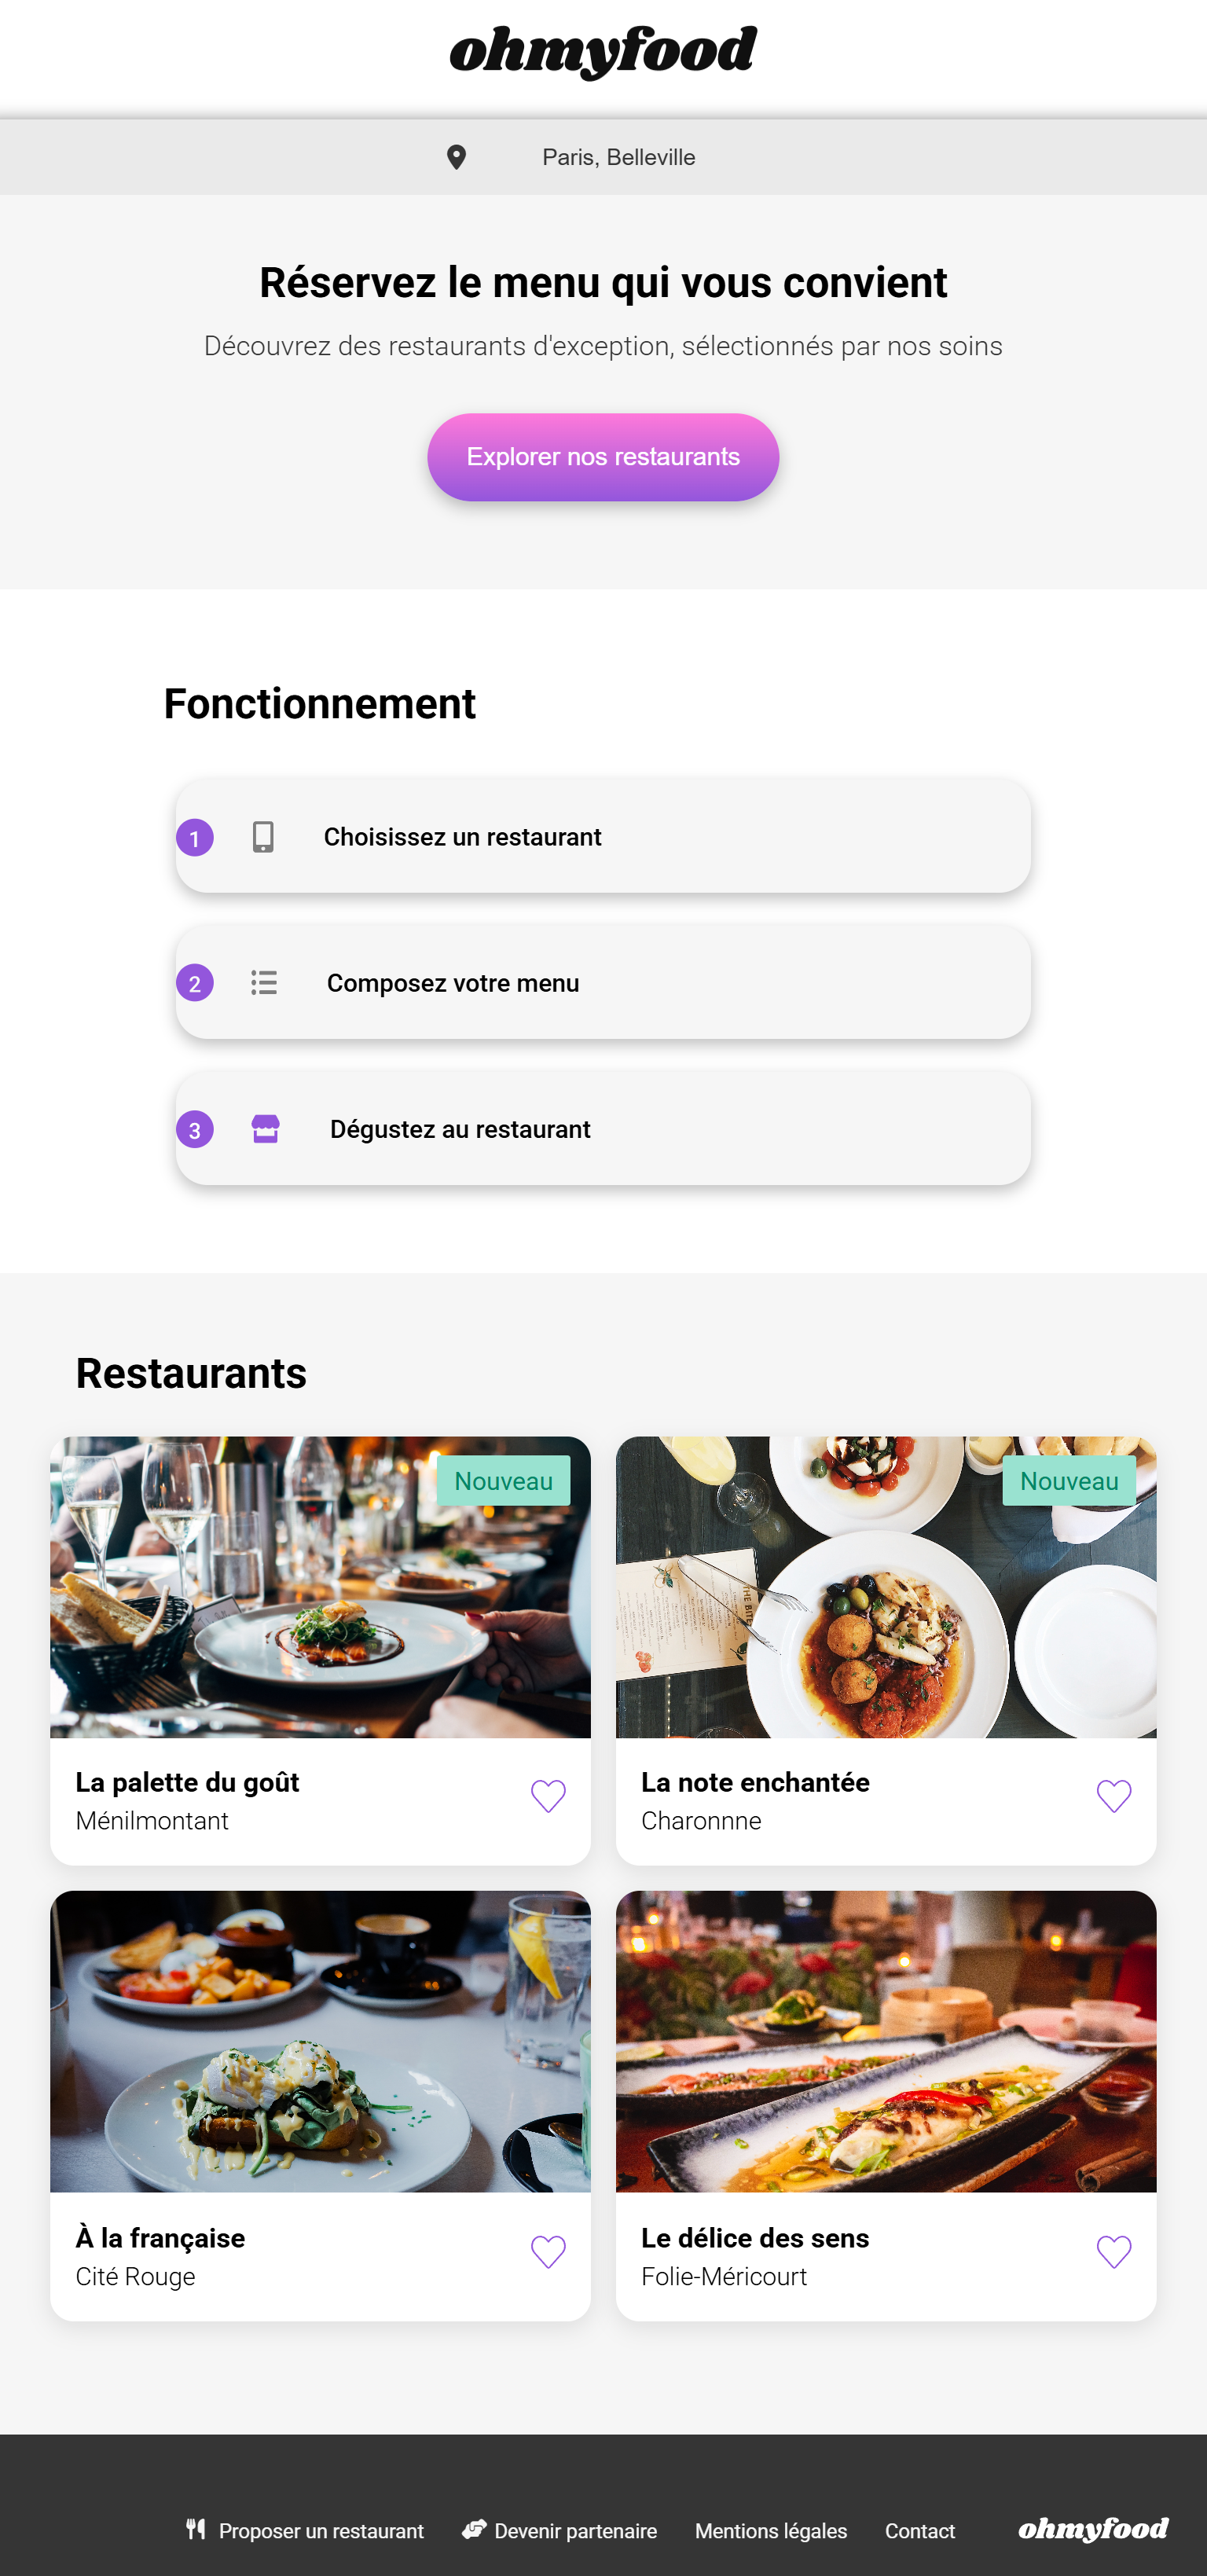 ohmyfood
Paris, Belleville
Réservez le menu qui vous convient
Découvrez des restaurants d'exception, sélectionnés par nos soins
Explorer nos restaurants
Fonctionnement
1 Choisissez un restaurant
2 Composez votre menu
3 Dégustez au restaurant
Restaurants
Nouveau
Nouveau
La palette du goût
Ménilmontant
La note enchantée
Charonnne
À la française
Cité Rouge
Le délice des sens
Folie-Méricourt
Proposer un restaurant Devenir partenaire Mentions légales Contact ohmyfood